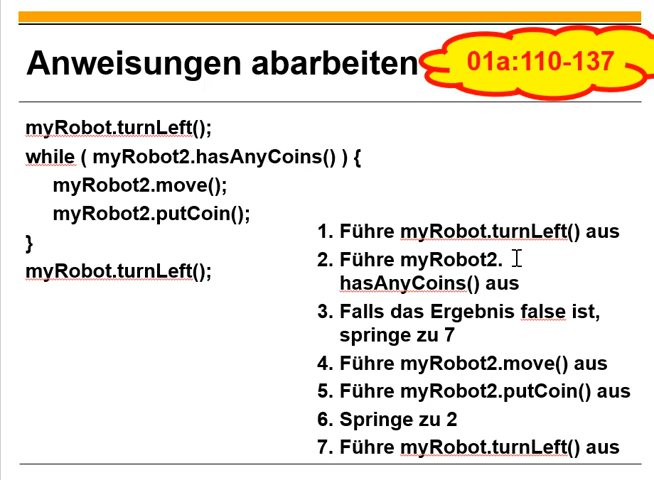 Anweisungen abarbeiten
01a:110-137
myRobot.turnLeft();
while ( myRobot2.hasAnyCoins() ) {
myRobot2.move();
myRobot2.putCoin();
}
myRobot.turnLeft();
1. Führe myRobot.turnLeft() aus
2. Führe myRobot2.
hasAnyCoins() aus
3. Falls das Ergebnis false ist,
springe zu 7
4. Führe myRobot2.move() aus
5. Führe myRobot2.putCoin() aus
6. Springe zu 2
7. Führe myRobot.turnLeft() aus